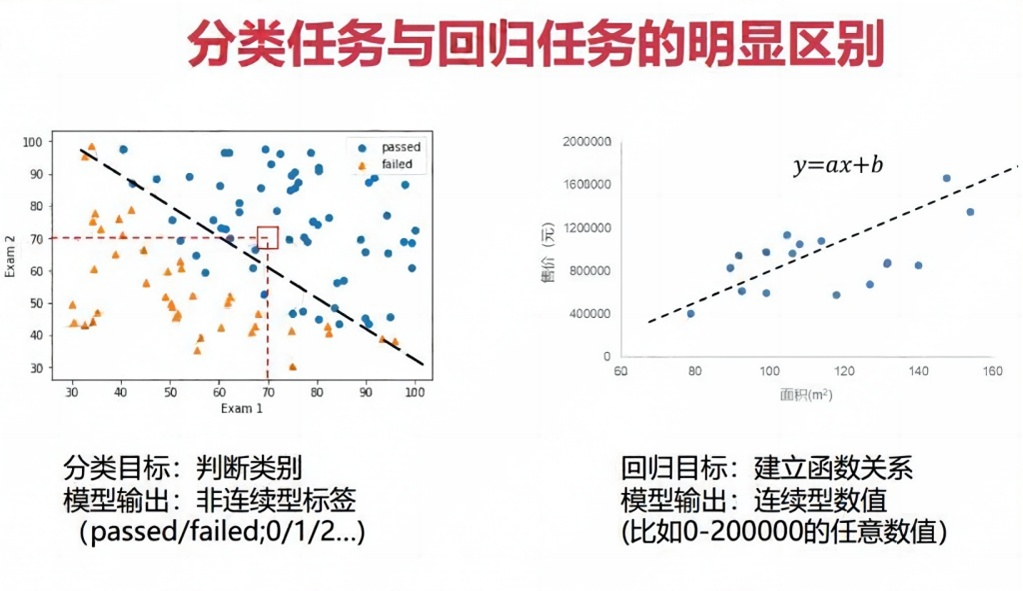 分类任务与回归任务的明显区别
passed
failed
100
90
80
70
60
50
40
30
Exam 2
30
40
50
60
70
80
90
100
Exam 1
y=ax+b
2000000
1600000
1200000
800000
400000
0
售价（元）
60
80
100
120
140
160
面积(m²)
分类目标：判断类别
模型输出：非连续型标签
（passed/failed;0/1/2...)
回归目标：建立函数关系
模型输出：连续型数值
(比如0-200000的任意数值）